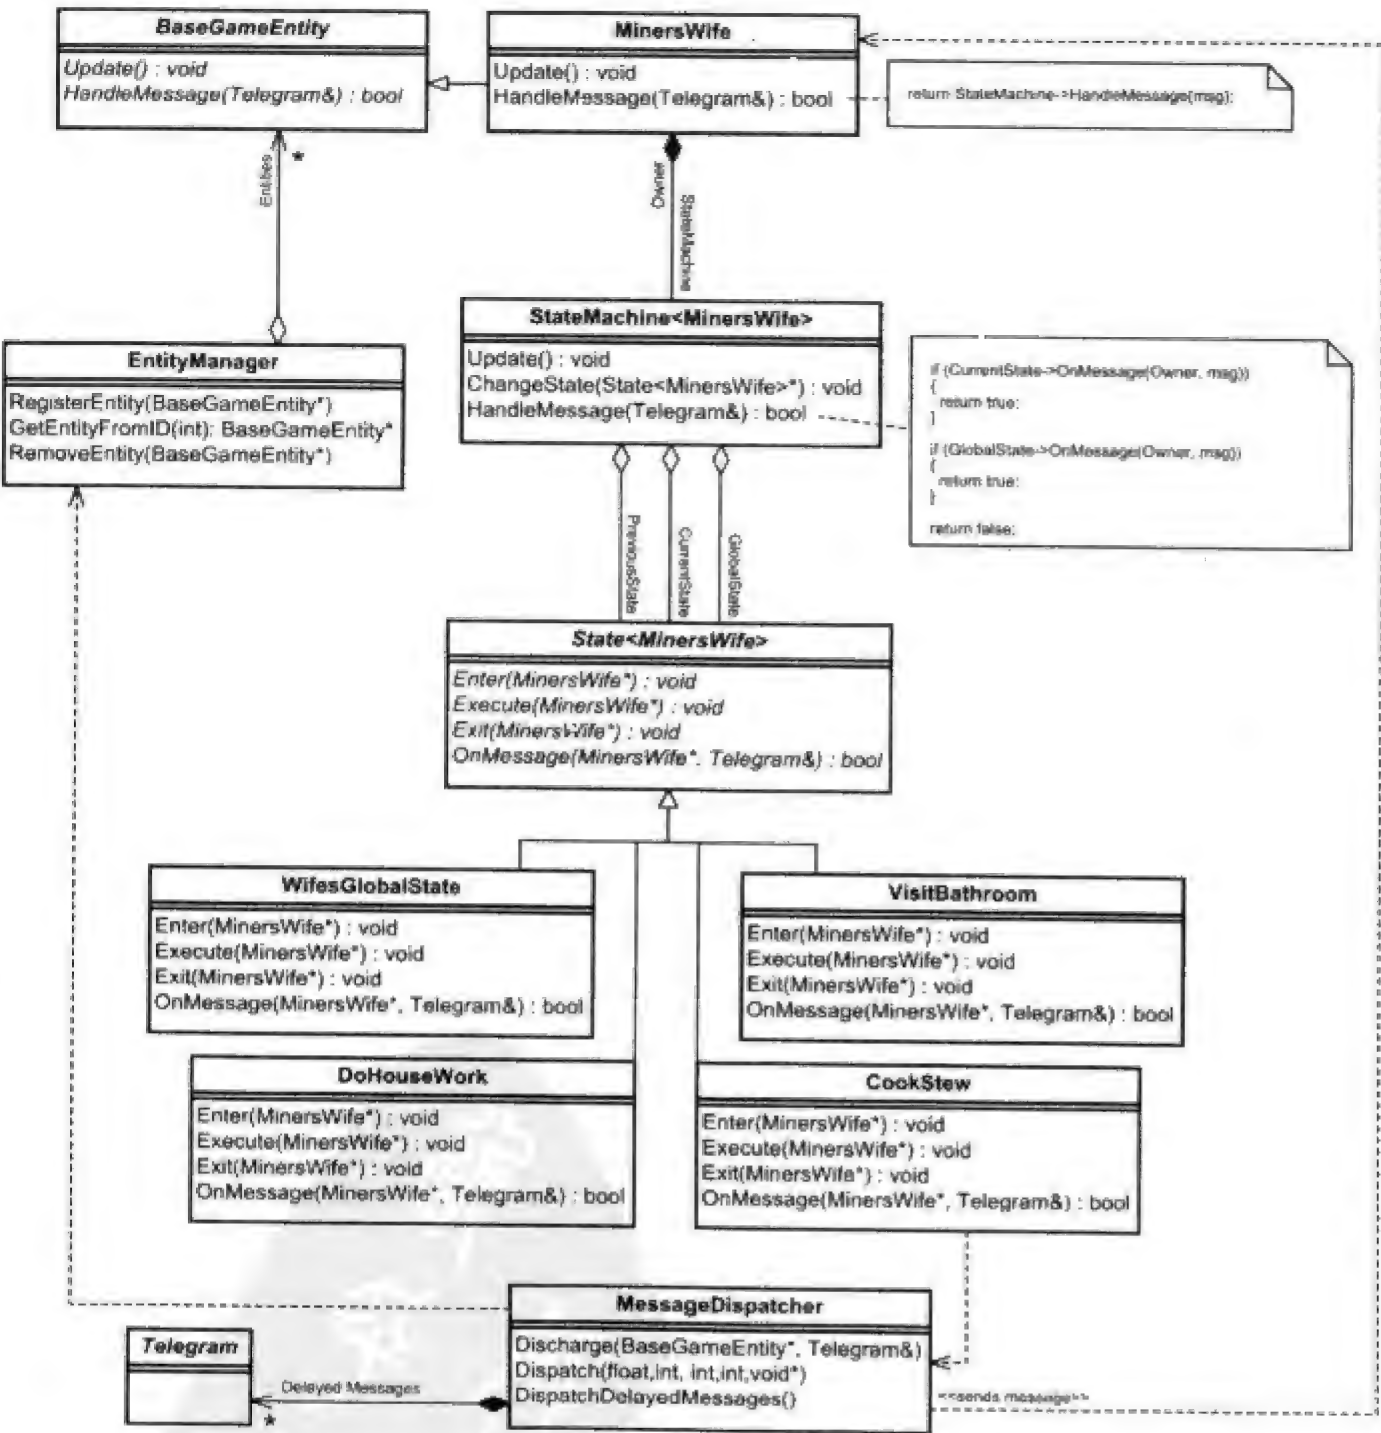 BaseGameEntity
Update() : void
HandleMessage(Telegram&) : bool
MinersWife
Update() : void
HandleMessage(Telegram&) : bool
return StateMachine->HandleMessage(msg);
Entities
*
Owner
StateMachine
EntityManager
RegisterEntity(BaseGameEntity*)
GetEntityFromID(int): BaseGameEntity*
RemoveEntity(BaseGameEntity*)
StateMachine<MinersWife>
Update() : void
ChangeState(State<MinersWife>*) : void
HandleMessage(Telegram&) : bool
if (CurrentState->OnMessage(Owner, msg))
{
return true;
}
if (GlobalState->OnMessage(Owner, msg))
{
return true;
}
return false;
PreviousState
CurrentState
GlobalState
State<MinersWife>
Enter(MinersWife*) : void
Execute(MinersWife*) : void
Exit(MinersWife*) : void
OnMessage(MinersWife*, Telegram&) : bool
WifesGlobalState
Enter(MinersWife*) : void
Execute(MinersWife*) : void
Exit(MinersWife*) : void
OnMessage(MinersWife*, Telegram&) : bool
VisitBathroom
Enter(MinersWife*) : void
Execute(MinersWife*) : void
Exit(MinersWife*) : void
OnMessage(MinersWife*, Telegram&) : bool
DoHouseWork
Enter(MinersWife*) : void
Execute(MinersWife*) : void
Exit(MinersWife*) : void
OnMessage(MinersWife*, Telegram&) : bool
CookStew
Enter(MinersWife*) : void
Execute(MinersWife*) : void
Exit(MinersWife*) : void
OnMessage(MinersWife*, Telegram&) : bool
MessageDispatcher
Discharge(BaseGameEntity*, Telegram&)
Dispatch(float,int, int,int,void*)
DispatchDelayedMessages()
Telegram
Delayed Messages
*
<<sends message>>